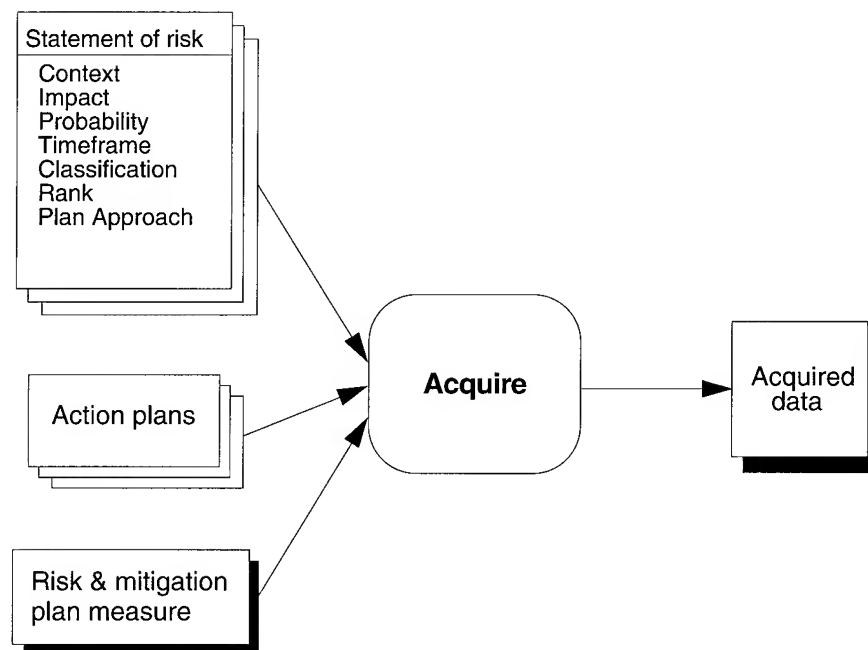 Statement of risk
Context
Impact
Probability
Timeframe
Classification
Rank
Plan Approach
Action plans
Risk & mitigation
plan measure
Acquire
Acquired
data